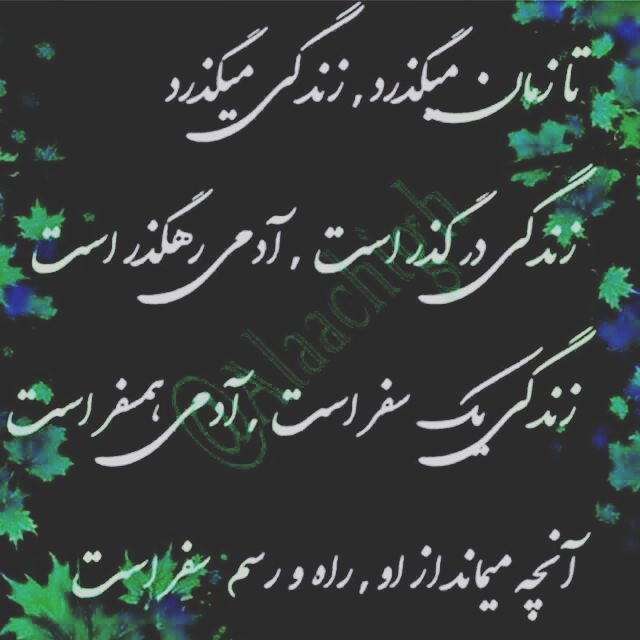 تا زمان میگذرد , زندگی میگذرد
زندگی در گذر است , آدمی رهگذر است
زندگی یک سفر است , آدمی همسفر است
آنچه میماند از او , راه و رسم سفر است
@Alaachigh